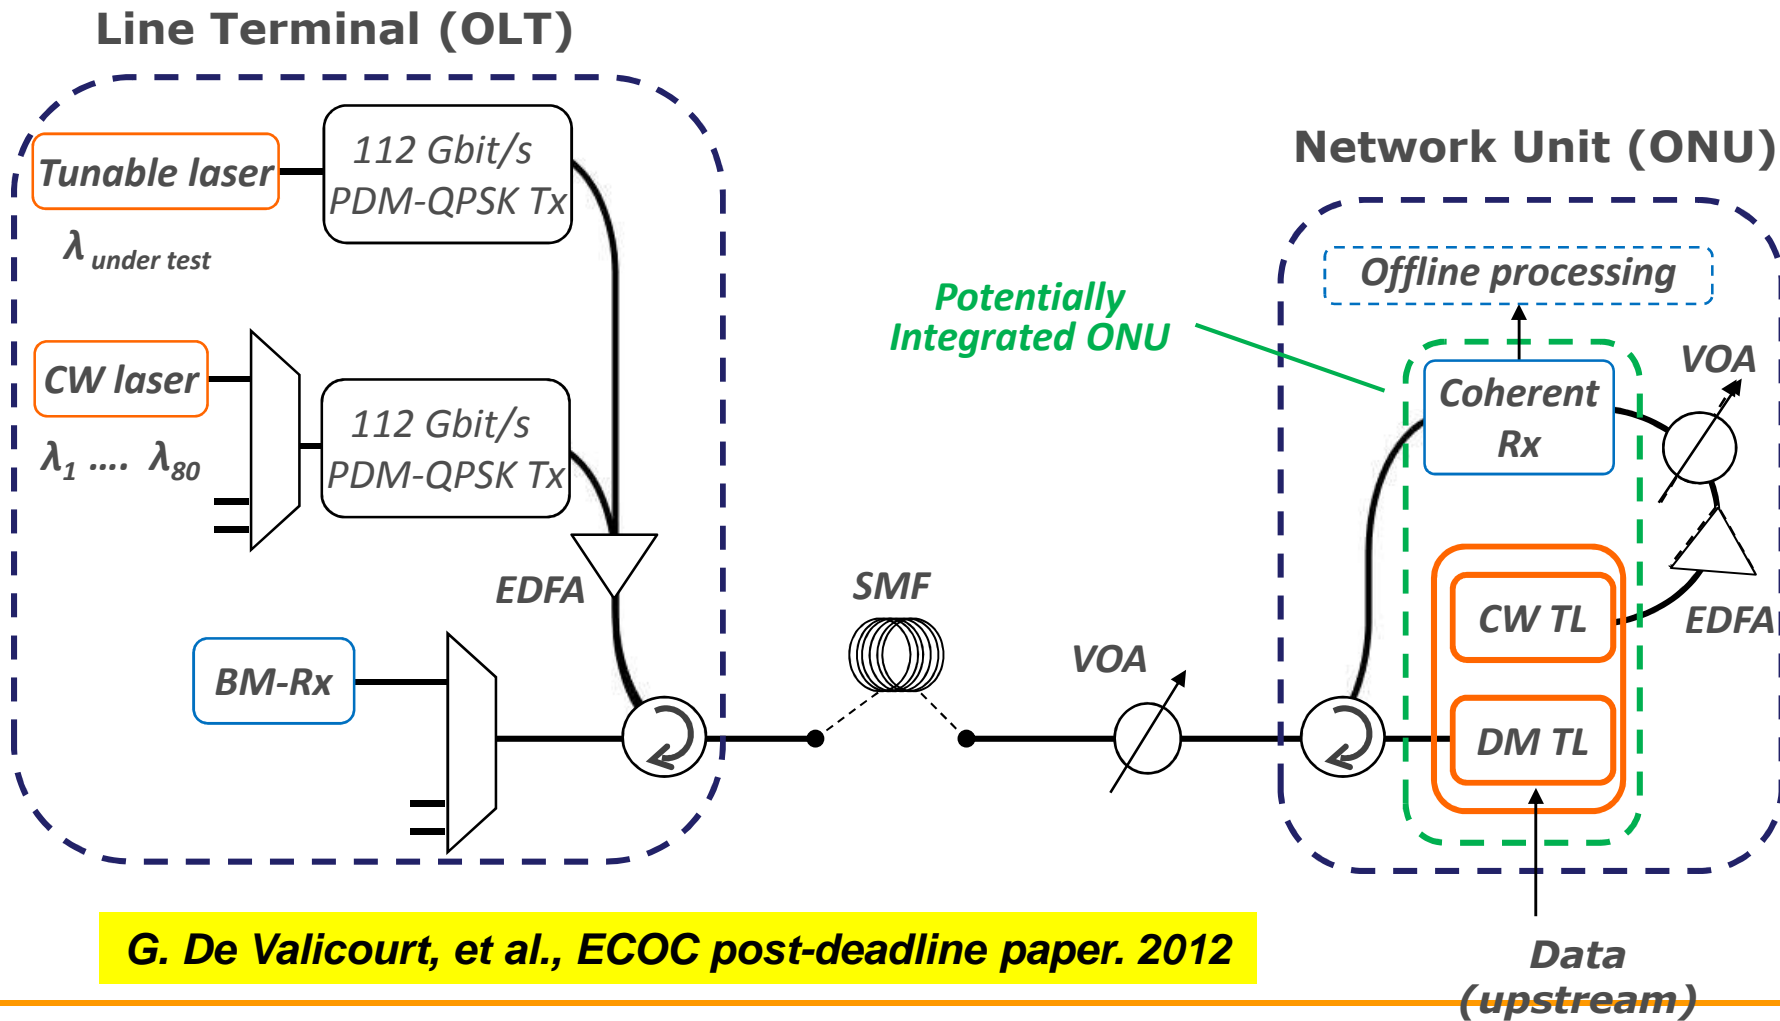 Line Terminal (OLT)
Tunable laser
λ under test
112 Gbit/s
PDM-QPSK Tx
CW laser
λ1 .... λ80
112 Gbit/s
PDM-QPSK Tx
EDFA
BM-Rx
SMF
VOA
Potentially
Integrated ONU
Network Unit (ONU)
Offline processing
Coherent
Rx
VOA
CW TL
EDFA
DM TL
Data
(upstream)
G. De Valicourt, et al., ECOC post-deadline paper. 2012